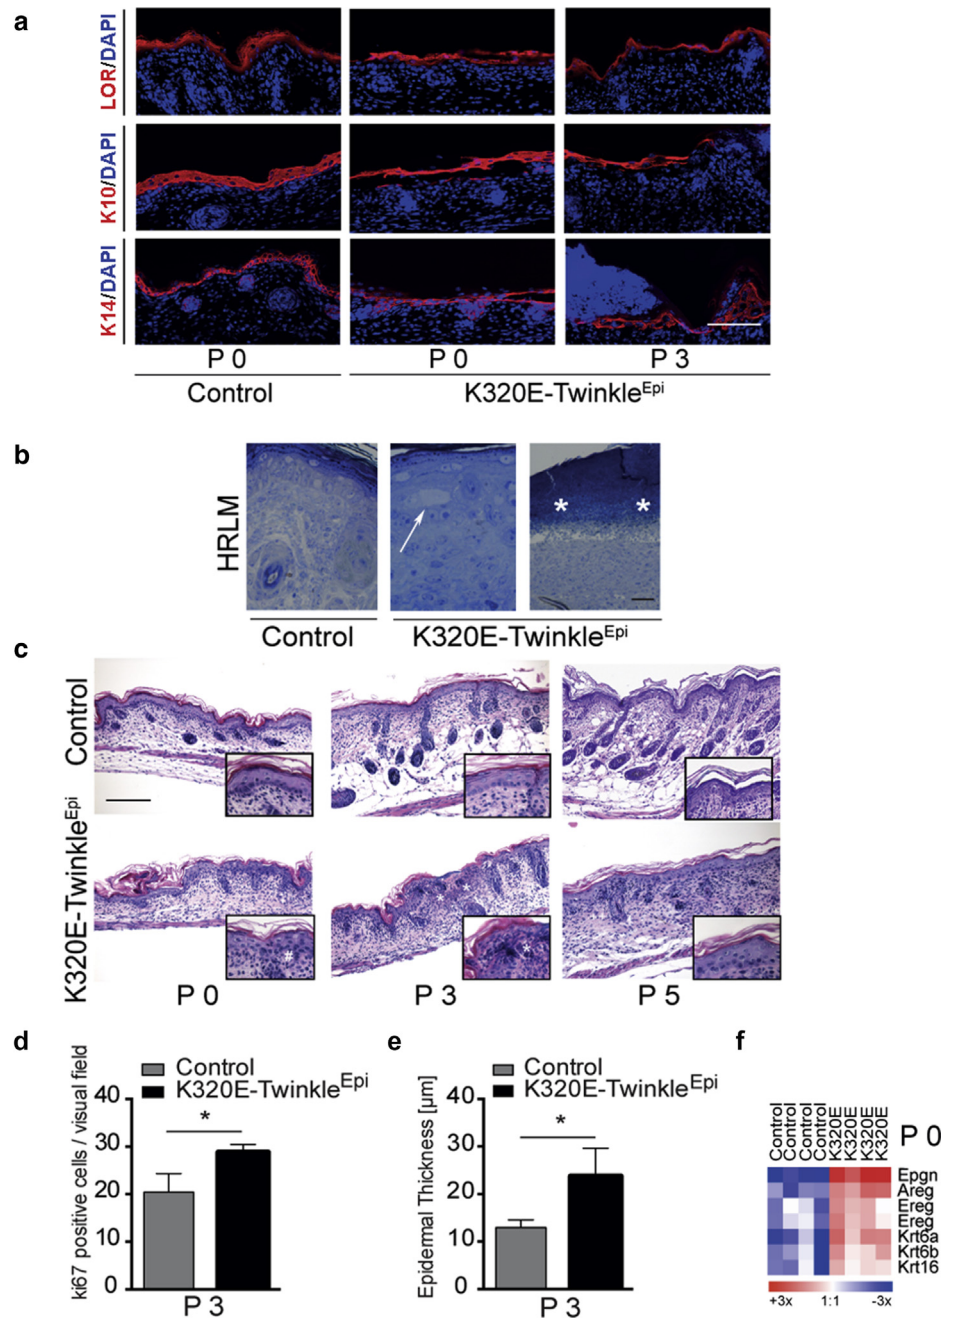 a
LOR/DAPI
K10/DAPI
K14/DAPI
P 0
P 0
P 3
Control
K320E-TwinkleEpi
b
HRLM
*
*
Control
K320E-TwinkleEpi
c
Control
K320E-TwinkleEpi
#
*
*
P 0
P 3
P 5
d
Control
K320E-TwinkleEpi
ki67 positive cells / visual field
40
30
20
10
0
*
P 3
e
Control
K320E-TwinkleEpi
Epidermal Thickness [µm]
40
30
20
10
0
*
P 3
f
Control
Control
Control
Control
K320E
K320E
K320E
K320E
P 0
Epgn
Areg
Ereg
Ereg
Krt6a
Krt6b
Krt16
+3x 1:1 -3x